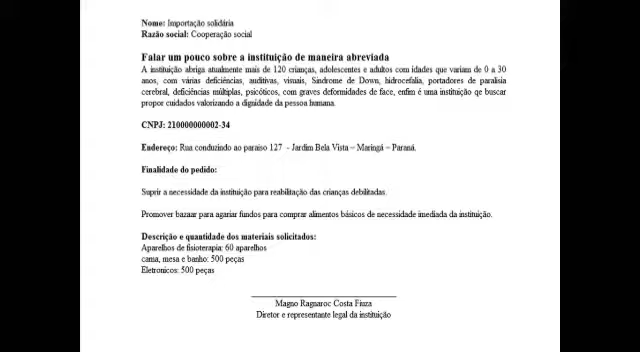 Nome: Importação solidária
Razão social: Cooperação social
Falar um pouco sobre a instituição de maneira abreviada
A instituição abriga atualmente mais de 120 crianças, adolescentes e adultos com idades que variam de 0 a 30
anos, com várias deficiências, auditivas, visuais, Sindrome de Down, hidrocefalia, portadores de paralisia
cerebral, deficiências múltiplas, psicóticos, com graves deformidades de face, enfim é uma instituição qe buscar
propor cuidados valorizando a dignidade da pessoa humana.
CNPJ: 210000000002-34
Endereço: Rua conduzindo ao paraiso 127 - Jardim Bela Vista – Maringá – Paraná.
Finalidade do pedido:
Suprir a necessidade da instituição para reabilitação das crianças debilitadas.
Promover bazaar para agariar fundos para comprar alimentos básicos de necessidade imediata da instituição.
Descrição e quantidade dos materiais solicitados:
Aparelhos de fisioterapia: 60 aparelhos
cama, mesa e banho: 500 peças
Eletronicos: 500 peças
Magno Ragnaroc Costa Fiuza
Diretor e representante legal da instituição